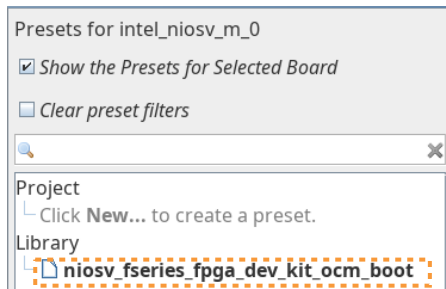 Presets for intel_niosv_m_0
Show the Presets for Selected Board
Clear preset filters
Project
Click New... to create a preset.
Library
niosv_fseries_fpga_dev_kit_ocm_boot